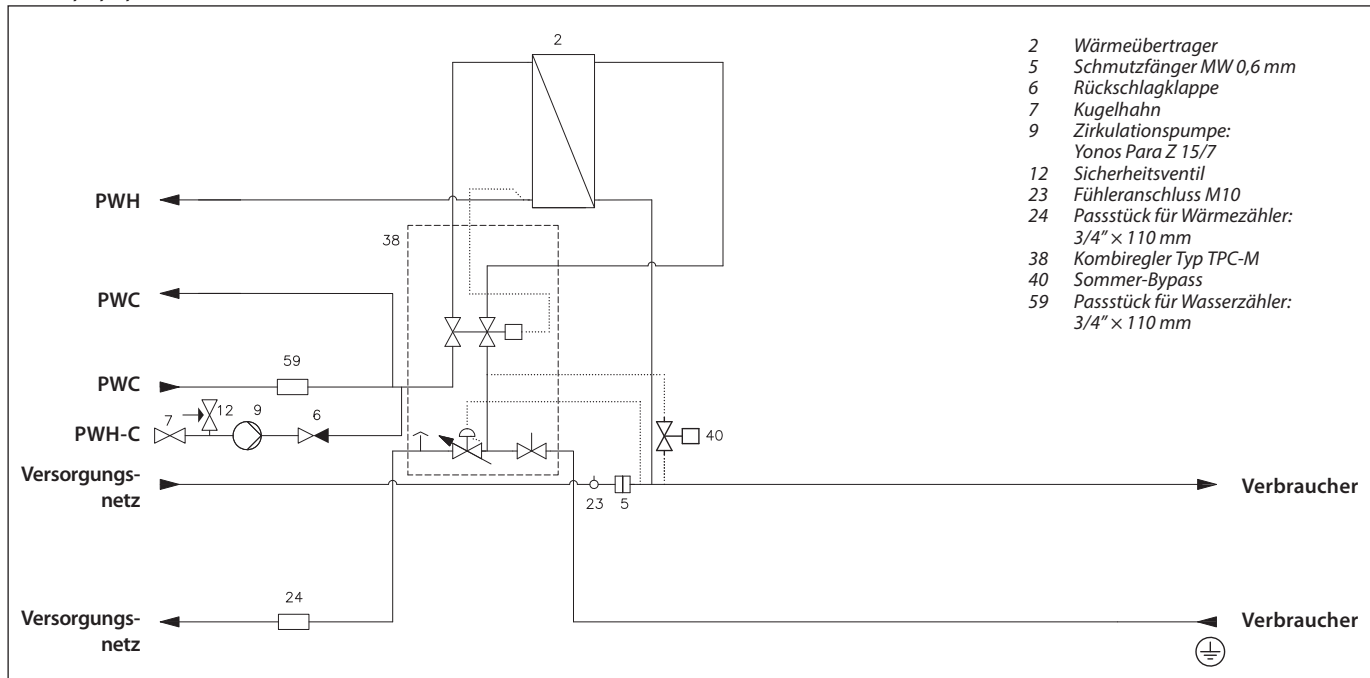 2
2 Wärmeübertrager
5 Schmutzfänger MW 0,6 mm
6 Rückschlagklappe
7 Kugelhahn
9 Zirkulationspumpe:
Yonos Para Z 15/7
12 Sicherheitsventil
23 Fühleranschluss M10
24 Passstück für Wärmezähler:
3/4” × 110 mm
38 Kombiregler Typ TPC-M
40 Sommer-Bypass
59 Passstück für Wasserzähler:
3/4” × 110 mm
PWH
38
PWC
59
PWC
7
12
9
6
PWH-C
40
Versorgungs-
netz
23
5
Verbraucher
24
Versorgungs-
netz
Verbraucher